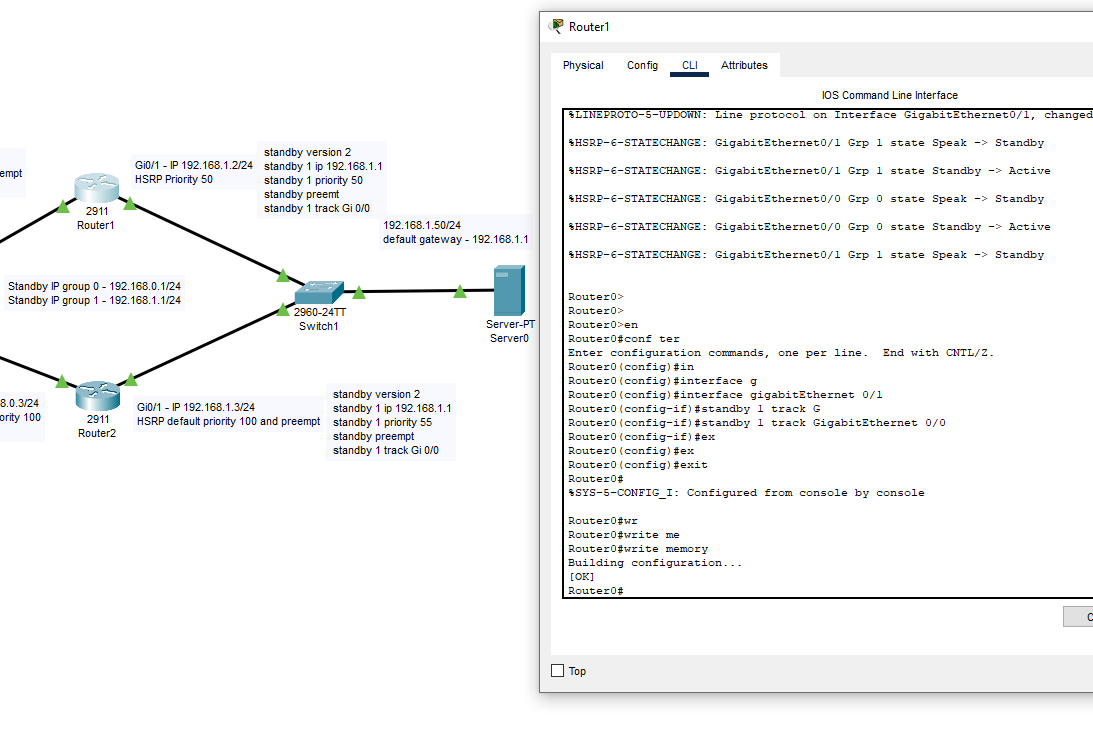 empt
Gi0/1 - IP 192.168.1.2/24
HSRP Priority 50
standby version 2
standby 1 ip 192.168.1.1
standby 1 priority 50
standby preemt
standby 1 track Gi 0/0
2911
Router1
192.168.1.50/24
default gateway - 192.168.1.1
Standby IP group 0 - 192.168.0.1/24
Standby IP group 1 - 192.168.1.1/24
2960-24TT
Switch1
Server-PT
Server0
8.0.3/24
ority 100
2911
Router2
Gi0/1 - IP 192.168.1.3/24
HSRP default priority 100 and preempt
standby version 2
standby 1 ip 192.168.1.1
standby 1 priority 55
standby preempt
standby 1 track Gi 0/0
Router1
Physical Config CLI Attributes
IOS Command Line Interface
%LINEPROTO-5-UPDOWN: Line protocol on Interface GigabitEthernet0/1, changed
%HSRP-6-STATECHANGE: GigabitEthernet0/1 Grp 1 state Speak -> Standby
%HSRP-6-STATECHANGE: GigabitEthernet0/1 Grp 1 state Standby -> Active
%HSRP-6-STATECHANGE: GigabitEthernet0/0 Grp 0 state Speak -> Standby
%HSRP-6-STATECHANGE: GigabitEthernet0/0 Grp 0 state Standby -> Active
%HSRP-6-STATECHANGE: GigabitEthernet0/1 Grp 1 state Speak -> Standby
Router0>
Router0>
Router0>en
Router0#conf ter
Enter configuration commands, one per line.  End with CNTL/Z.
Router0(config)#in
Router0(config)#interface g
Router0(config)#interface gigabitEthernet 0/1
Router0(config-if)#standby 1 track G
Router0(config-if)#standby 1 track GigabitEthernet 0/0
Router0(config-if)#ex
Router0(config)#ex
Router0(config)#exit
Router0#
%SYS-5-CONFIG_I: Configured from console by console
Router0#wr
Router0#write me
Router0#write memory
Building configuration...
[OK]
Router0#
C
Top